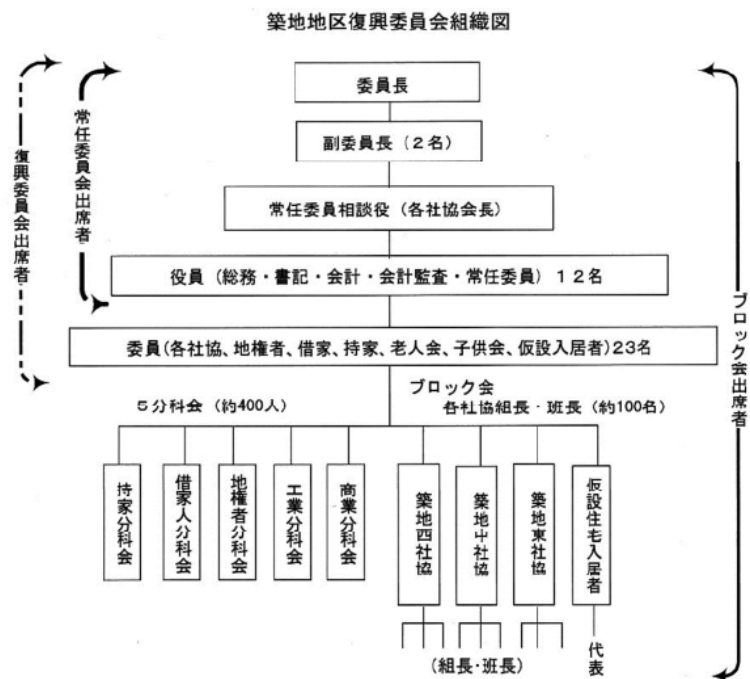 築地地区復興委員会組織図
復興委員会出席者
常任委員会出席者
委員長
副委員長（2名）
常任委員相談役（各社協会長）
役員（総務・書記・会計・会計監査・常任委員）12名
委員(各社協、地権者、借家、持家、老人会、子供会、仮設入居者)23名
ブロック会出席者
ブロック会
5分科会（約400人）
各社協組長・班長（約100名）
持家分科会
借家人分科会
地権者分科会
工業分科会
商業分科会
築地四社協
築地中社協
築地東社協
仮設住宅入居者
(組長・班長)
代表